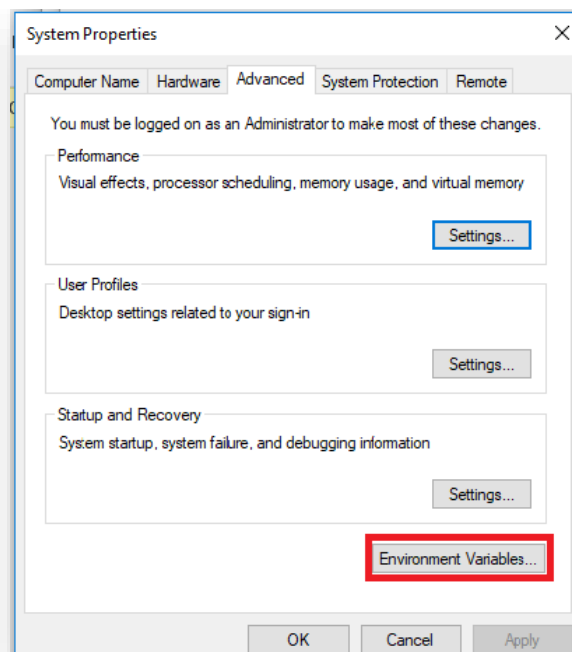 System Properties
Computer Name Hardware Advanced System Protection Remote
You must be logged on as an Administrator to make most of these changes.
Performance
Visual effects, processor scheduling, memory usage, and virtual memory
Settings...
User Profiles
Desktop settings related to your sign-in
Settings...
Startup and Recovery
System startup, system failure, and debugging information
Settings...
Environment Variables...
OK Cancel Apply